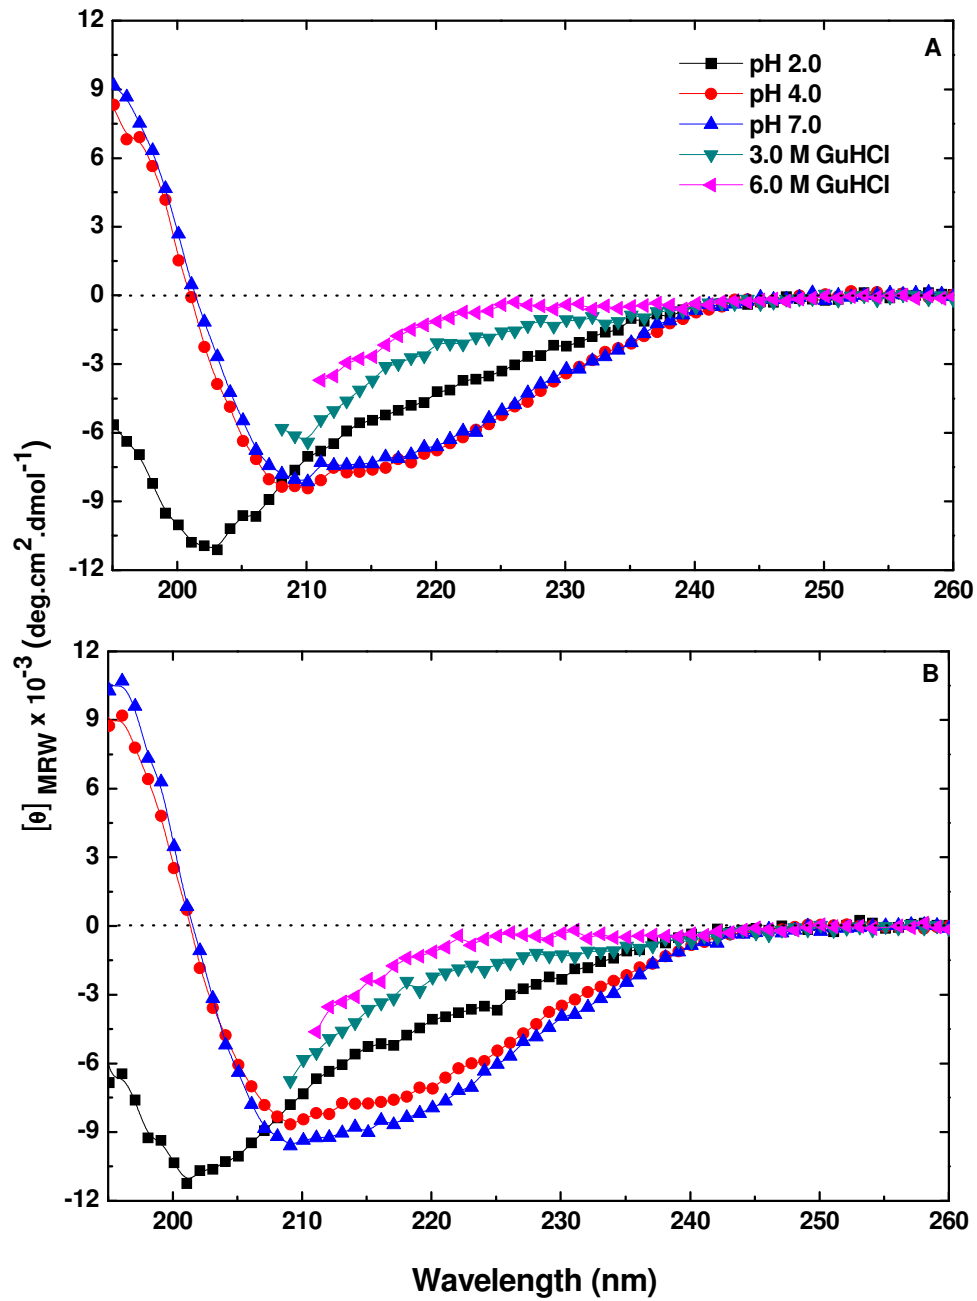 12
9
6
3
0
-3
-6
-9
-12
A
pH 2.0
pH 4.0
pH 7.0
3.0 M GuHCl
6.0 M GuHCl
200 210 220 230 240 250 260
[θ] MRW x 10⁻³ (deg.cm².dmol⁻¹)
12
9
6
3
0
-3
-6
-9
-12
B
200 210 220 230 240 250 260
Wavelength (nm)